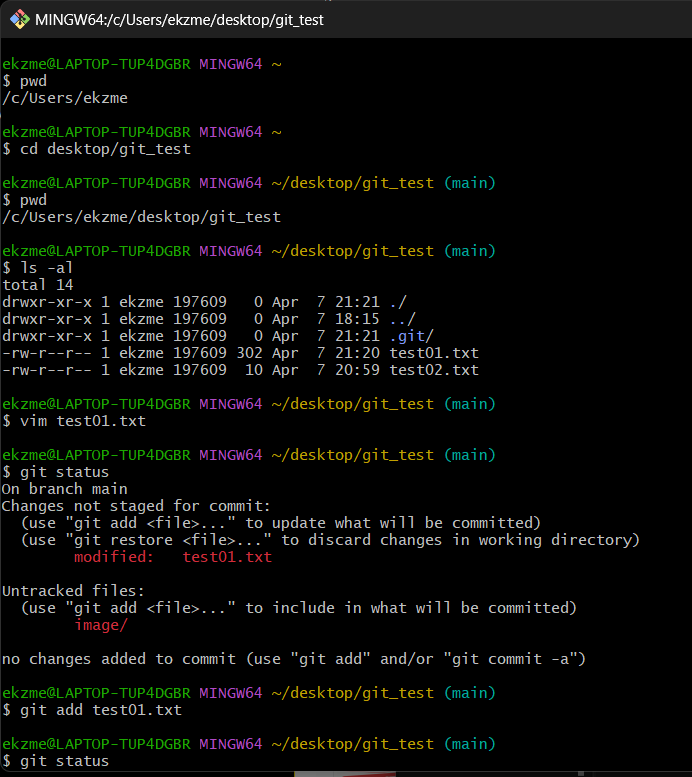 MINGW64:/c/Users/ekzme/desktop/git_test
ekzme@LAPTOP-TUP4DGBR MINGW64 ~
$ pwd
/c/Users/ekzme
ekzme@LAPTOP-TUP4DGBR MINGW64 ~
$ cd desktop/git_test
ekzme@LAPTOP-TUP4DGBR MINGW64 ~/desktop/git_test (main)
$ pwd
/c/Users/ekzme/desktop/git_test
ekzme@LAPTOP-TUP4DGBR MINGW64 ~/desktop/git_test (main)
$ ls -al
total 14
drwxr-xr-x 1 ekzme 197609   0 Apr  7 21:21 ./
drwxr-xr-x 1 ekzme 197609   0 Apr  7 18:15 ../
drwxr-xr-x 1 ekzme 197609   0 Apr  7 21:21 .git/
-rw-r--r-- 1 ekzme 197609 302 Apr  7 21:20 test01.txt
-rw-r--r-- 1 ekzme 197609  10 Apr  7 20:59 test02.txt
ekzme@LAPTOP-TUP4DGBR MINGW64 ~/desktop/git_test (main)
$ vim test01.txt
ekzme@LAPTOP-TUP4DGBR MINGW64 ~/desktop/git_test (main)
$ git status
On branch main
Changes not staged for commit:
  (use "git add <file>..." to update what will be committed)
  (use "git restore <file>..." to discard changes in working directory)
        modified:   test01.txt
Untracked files:
  (use "git add <file>..." to include in what will be committed)
        image/
no changes added to commit (use "git add" and/or "git commit -a")
ekzme@LAPTOP-TUP4DGBR MINGW64 ~/desktop/git_test (main)
$ git add test01.txt
ekzme@LAPTOP-TUP4DGBR MINGW64 ~/desktop/git_test (main)
$ git status